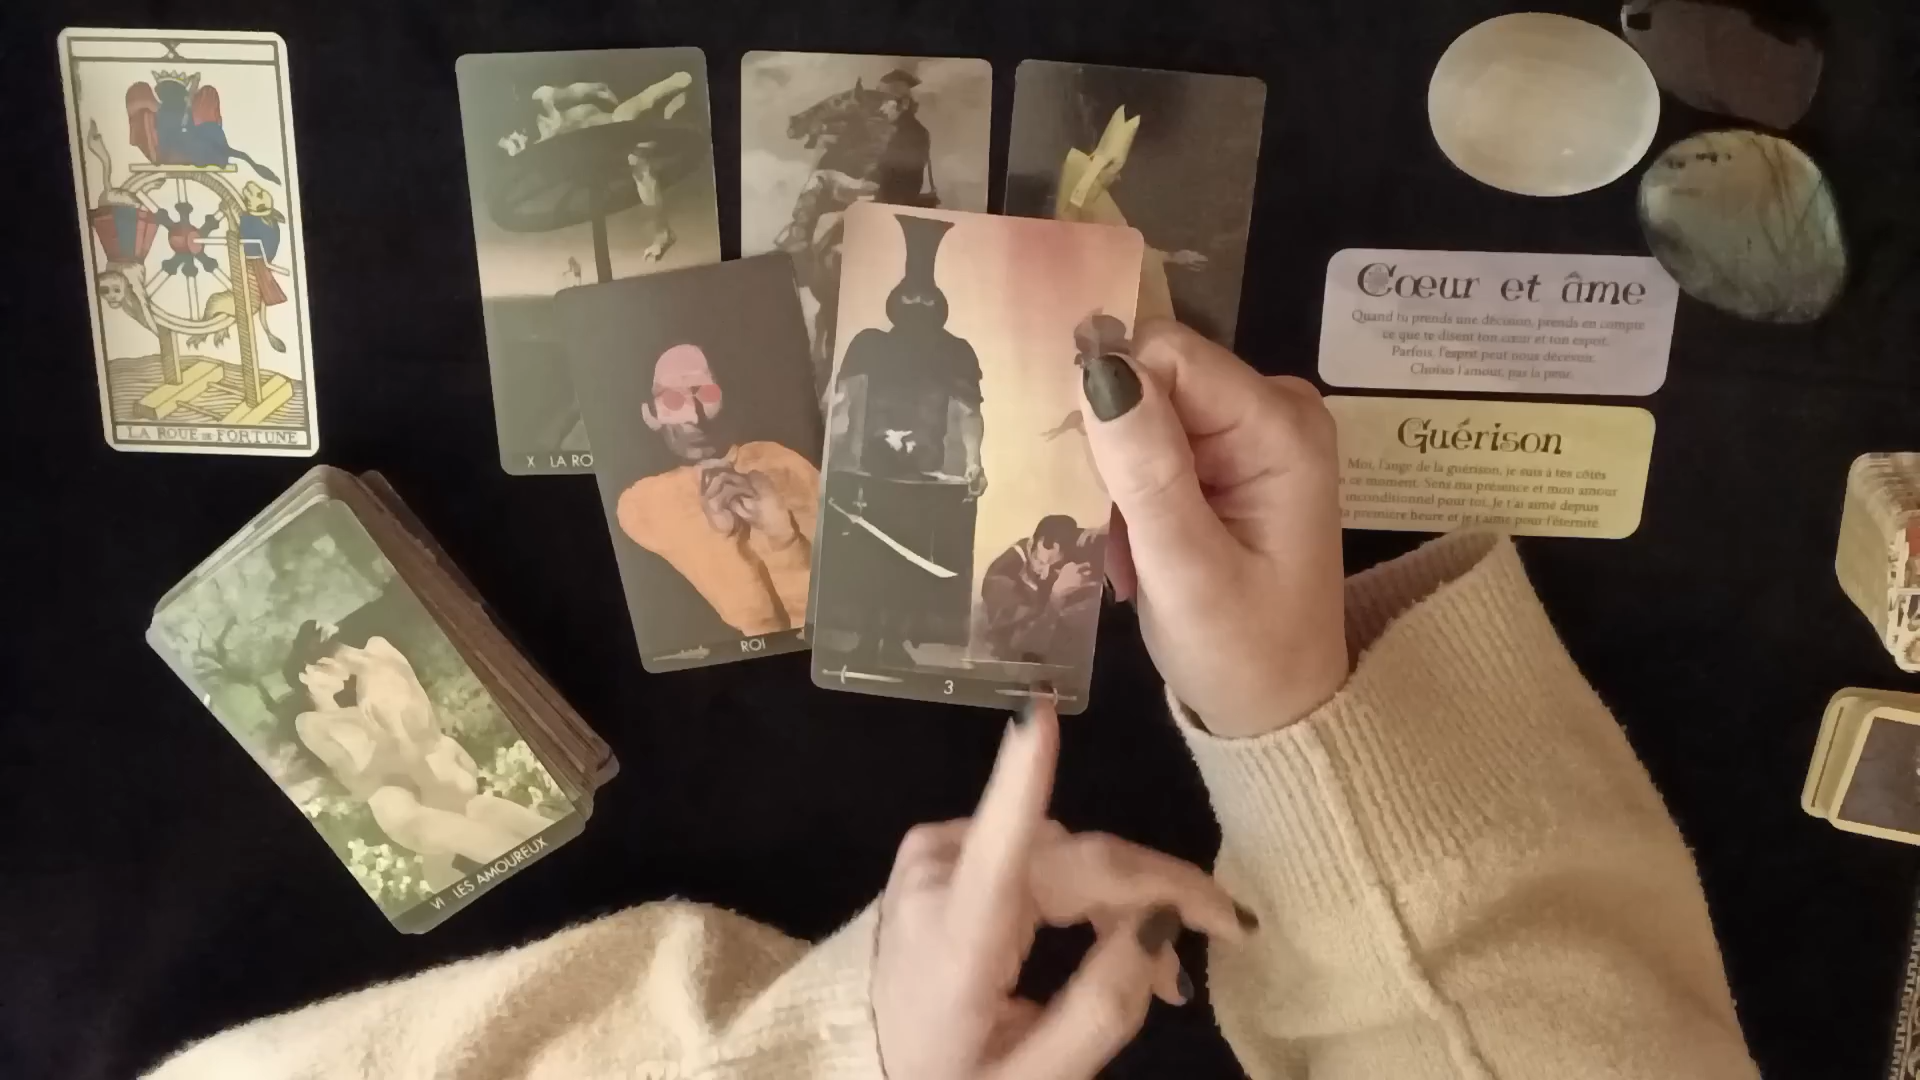 X
LA ROUE DE FORTUNE
X LA RO
ROI
3
VI LES AMOUREUX
Cœur et âme
Quand tu prends une décision, prends en compte
ce que te disent ton cœur et ton esprit.
Parfois, l'esprit peut nous décevoir.
Choisis l'amour, pas la peur.
Guérison
Moi, l'ange de la guérison, je suis à tes côtés
ce moment. Sens ma présence et mon amour
inconditionnel pour toi. Je t'ai aimé depuis
ta première heure et je t'aime pour l'éternité.